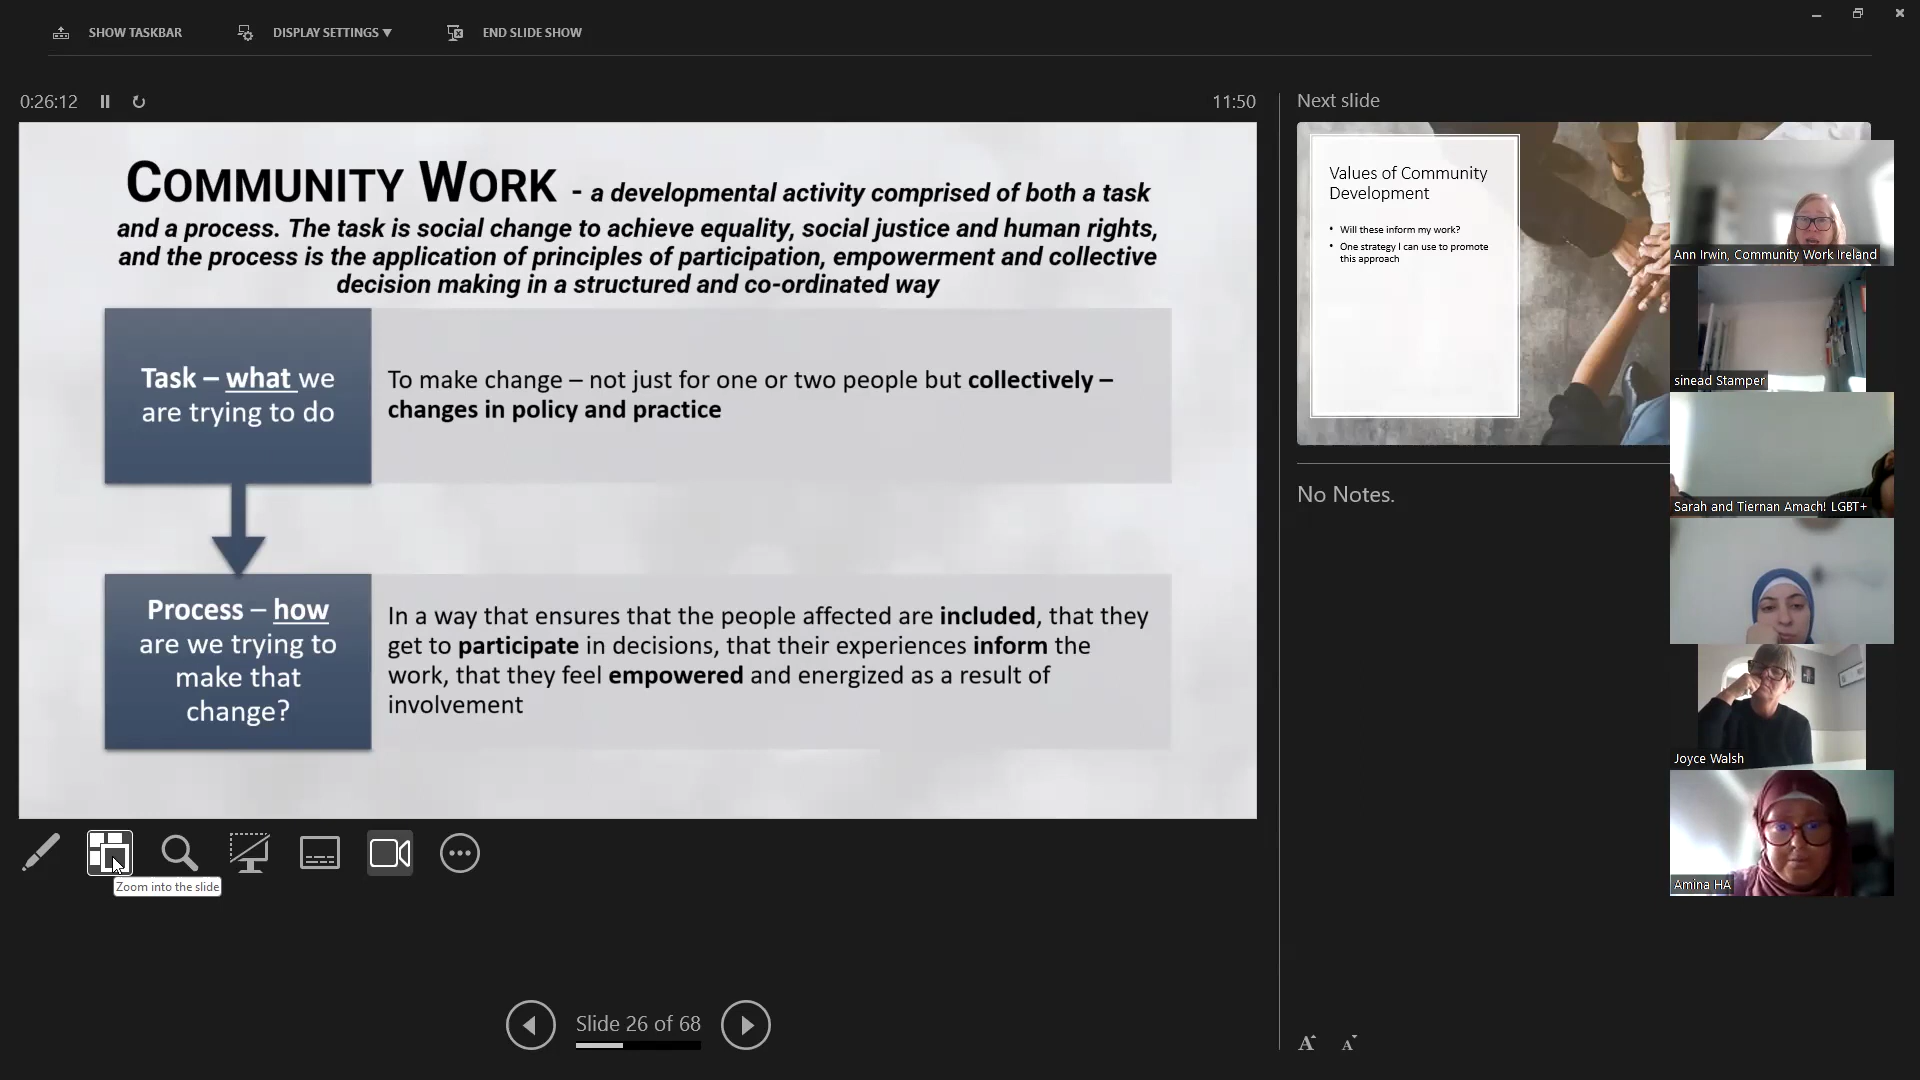 SHOW TASKBAR
DISPLAY SETTINGS ▼
END SLIDE SHOW
0:26:12
11:50
COMMUNITY WORK - a developmental activity comprised of both a task
and a process. The task is social change to achieve equality, social justice and human rights,
and the process is the application of principles of participation, empowerment and collective
decision making in a structured and co-ordinated way
Task – what we
are trying to do
To make change – not just for one or two people but collectively –
changes in policy and practice
Process – how
are we trying to
make that
change?
In a way that ensures that the people affected are included, that they
get to participate in decisions, that their experiences inform the
work, that they feel empowered and energized as a result of
involvement
Zoom into the slide
Slide 26 of 68
Next slide
Values of Community
Development
• Will these inform my work?
• One strategy I can use to promote
this approach
No Notes.
A A
Ann Irwin, Community Work Ireland
sinead Stamper
Sarah and Tiernan Amach! LGBT+
Joyce Walsh
Amina HA